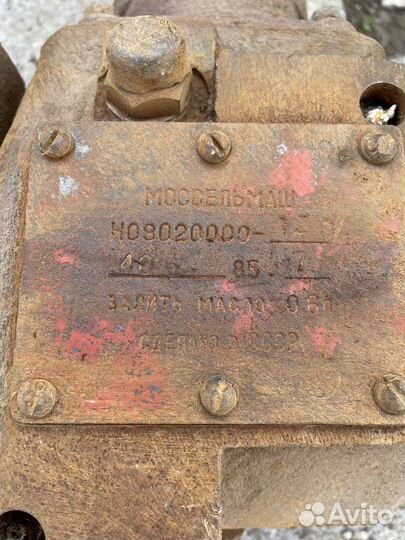 МОССЕЛЬМАШ
Н09020000-
85
ЗАЛИТЬ МАСЛО 0 6Л
СДЕЛАНО В СССР
Avito